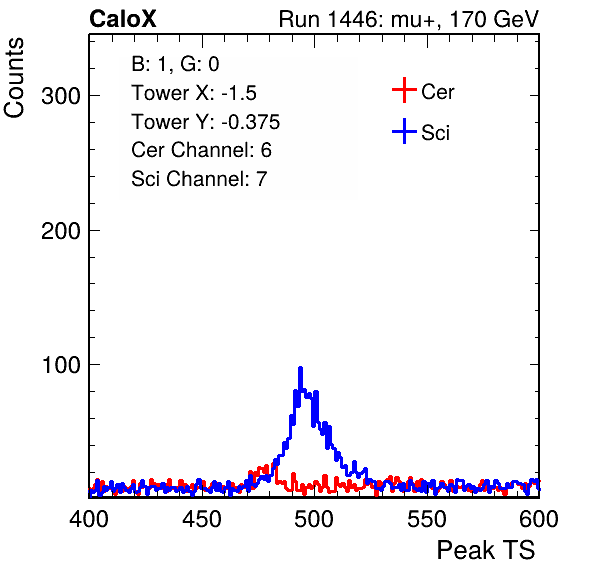 CaloX Run 1446: mu+, 170 GeV
B: 1, G: 0
Tower X: -1.5
Tower Y: -0.375
Cer Channel: 6
Sci Channel: 7
Cer
Sci
Counts
300
200
100
400 450 500 550 600
Peak TS